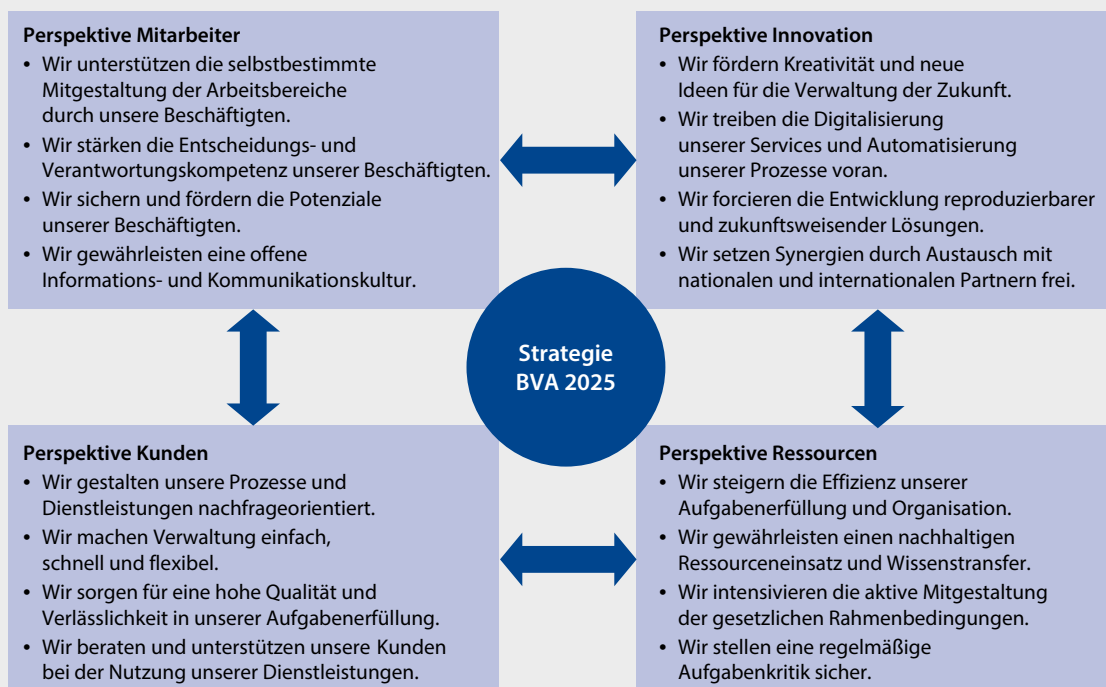 Perspektive Mitarbeiter
• Wir unterstützen die selbstbestimmte
Mitgestaltung der Arbeitsbereiche
durch unsere Beschäftigten.
• Wir stärken die Entscheidungs- und
Verantwortungskompetenz unserer Beschäftigten.
• Wir sichern und fördern die Potenziale
unserer Beschäftigten.
• Wir gewährleisten eine offene
Informations- und Kommunikationskultur.
Perspektive Innovation
• Wir fördern Kreativität und neue
Ideen für die Verwaltung der Zukunft.
• Wir treiben die Digitalisierung
unserer Services und Automatisierung
unserer Prozesse voran.
• Wir forcieren die Entwicklung reproduzierbarer
und zukunftsweisender Lösungen.
• Wir setzen Synergien durch Austausch mit
nationalen und internationalen Partnern frei.
Strategie
BVA 2025
Perspektive Kunden
• Wir gestalten unsere Prozesse und
Dienstleistungen nachfrageorientiert.
• Wir machen Verwaltung einfach,
schnell und flexibel.
• Wir sorgen für eine hohe Qualität und
Verlässlichkeit in unserer Aufgabenerfüllung.
• Wir beraten und unterstützen unsere Kunden
bei der Nutzung unserer Dienstleistungen.
Perspektive Ressourcen
• Wir steigern die Effizienz unserer
Aufgabenerfüllung und Organisation.
• Wir gewährleisten einen nachhaltigen
Ressourceneinsatz und Wissenstransfer.
• Wir intensivieren die aktive Mitgestaltung
der gesetzlichen Rahmenbedingungen.
• Wir stellen eine regelmäßige
Aufgabenkritik sicher.